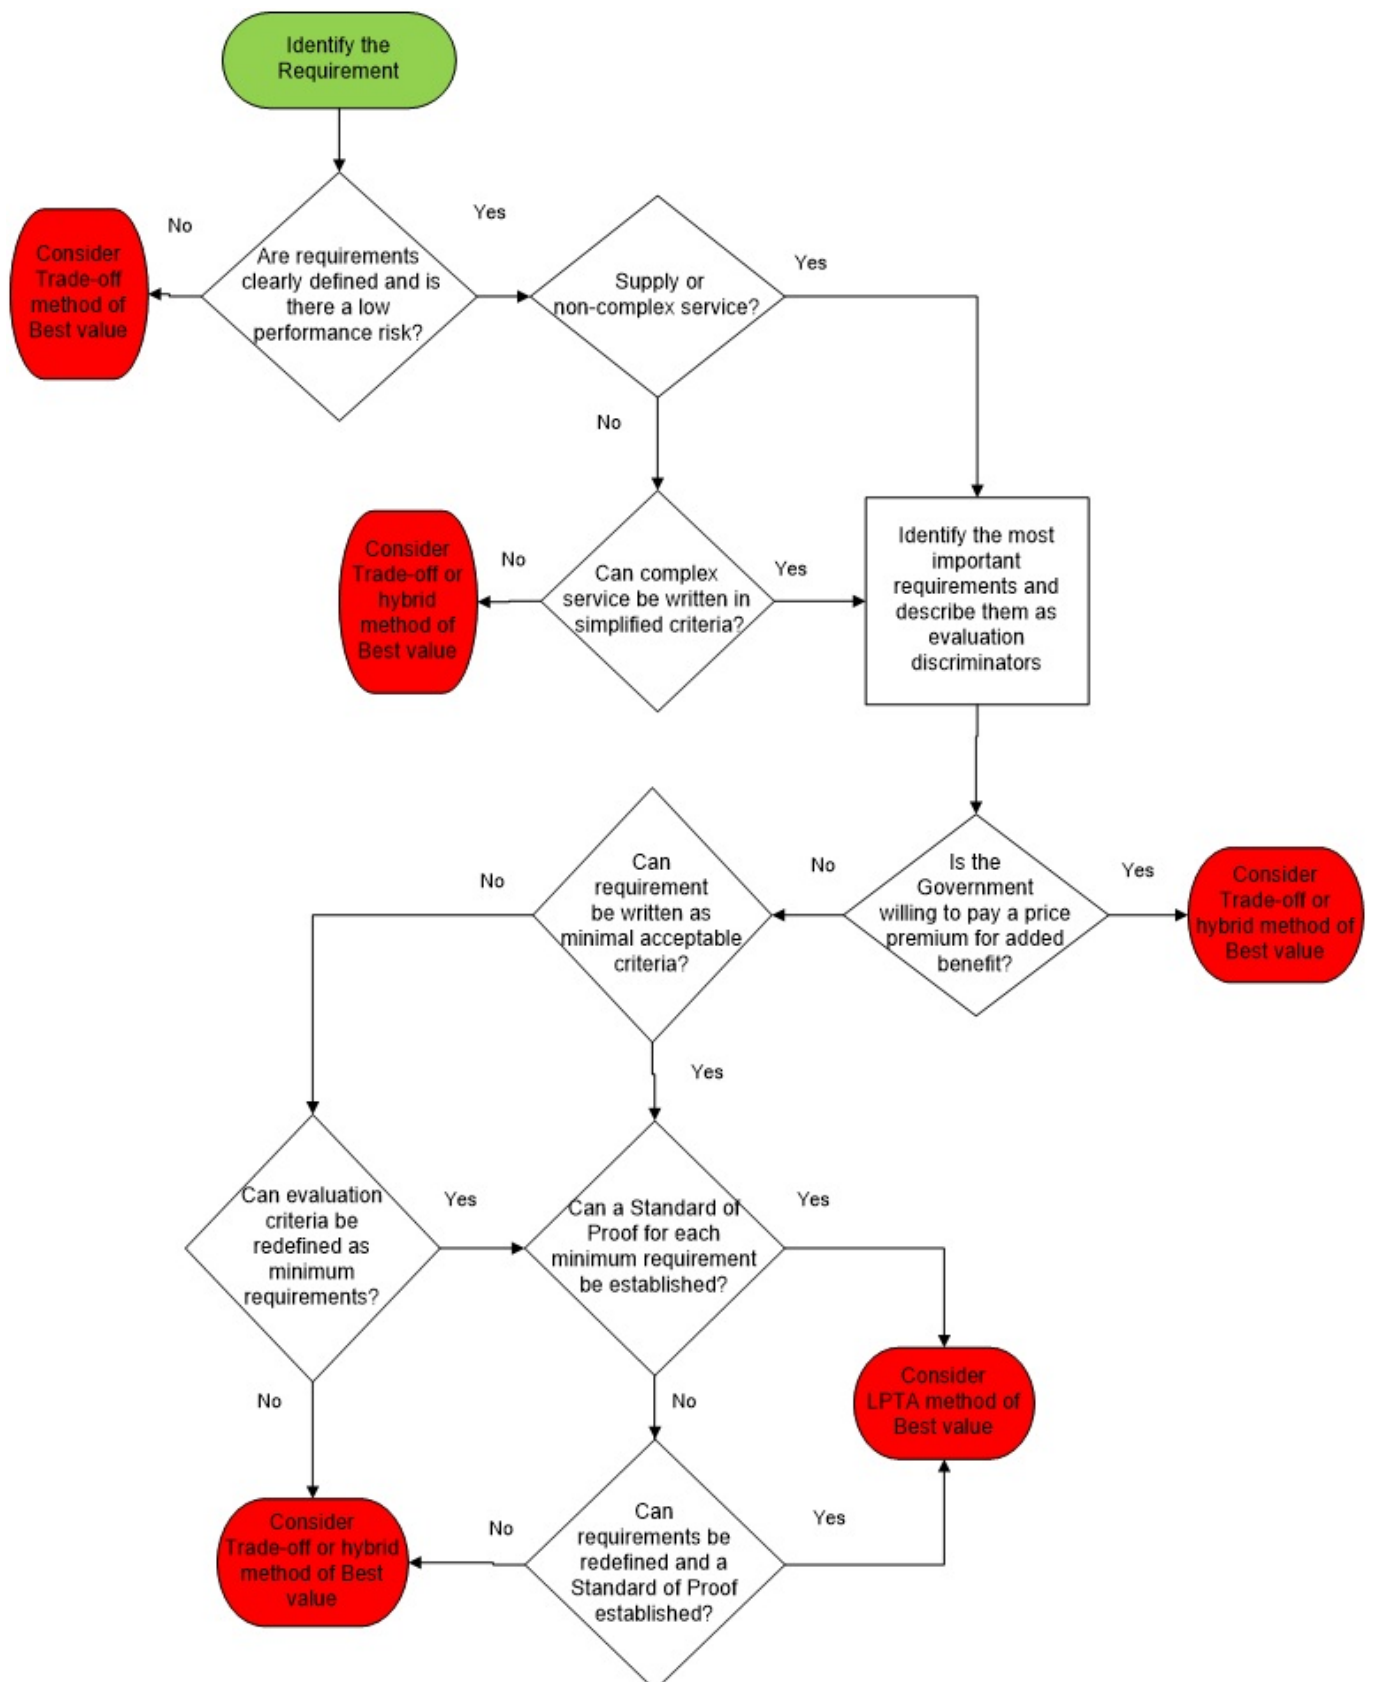 Identify the
Requirement
No
Yes
Consider
Trade-off
method of
Best value
Are requirements
clearly defined and is
there a low
performance risk?
Supply or
non-complex service?
Yes
No
Consider
Trade-off or
hybrid
method of
Best value
No
Can complex
service be written in
simplified criteria?
Yes
Identify the most
important
requirements and
describe them as
evaluation
discriminators
No
Can
requirement
be written as
minimal acceptable
criteria?
No
Is the
Government
willing to pay a price
premium for added
benefit?
Yes
Consider
Trade-off or
hybrid method of
Best value
Yes
Can evaluation
criteria be
redefined as
minimum
requirements?
Yes
Can a Standard of
Proof for each
minimum requirement
be established?
Yes
No
No
Consider
LPTA method of
Best value
Consider
Trade-off or hybrid
method of Best
value
No
Can
requirements be
redefined and a
Standard of Proof
established?
Yes